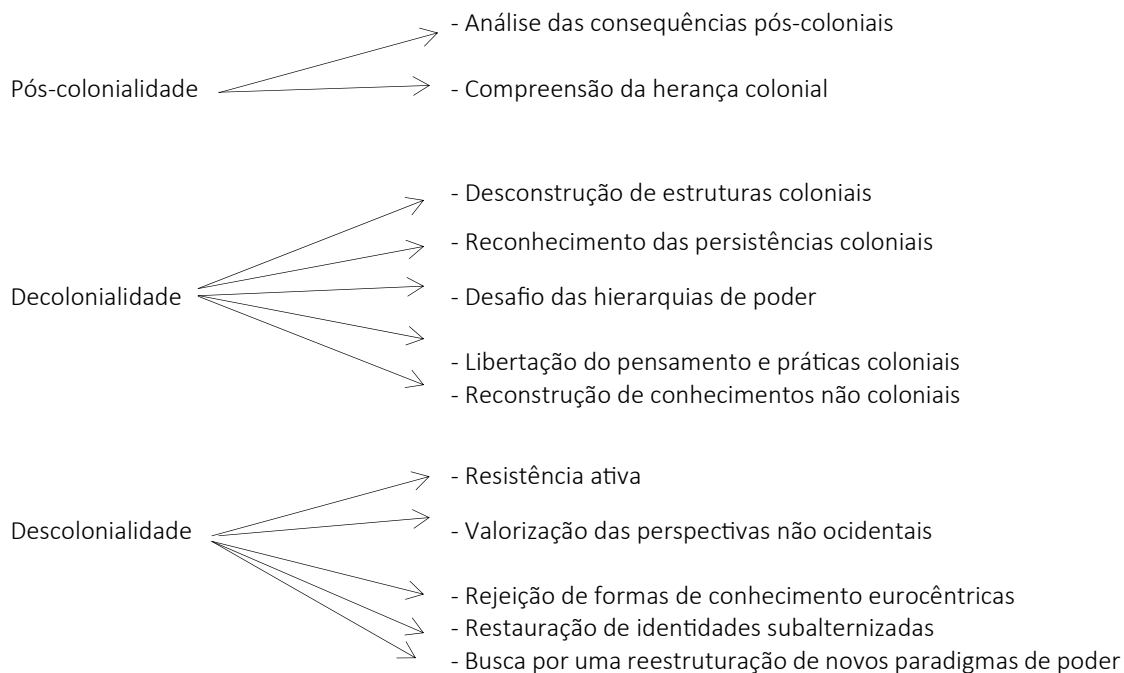 - Análise das consequências pós-coloniais
Pós-colonialidade
- Compreensão da herança colonial
- Desconstrução de estruturas coloniais
- Reconhecimento das persistências coloniais
Decolonialidade
- Desafio das hierarquias de poder
- Libertação do pensamento e práticas coloniais
- Reconstrução de conhecimentos não coloniais
- Resistência ativa
Descolonialidade
- Valorização das perspectivas não ocidentais
- Rejeição de formas de conhecimento eurocêntricas
- Restauração de identidades subalternizadas
- Busca por uma reestruturação de novos paradigmas de poder